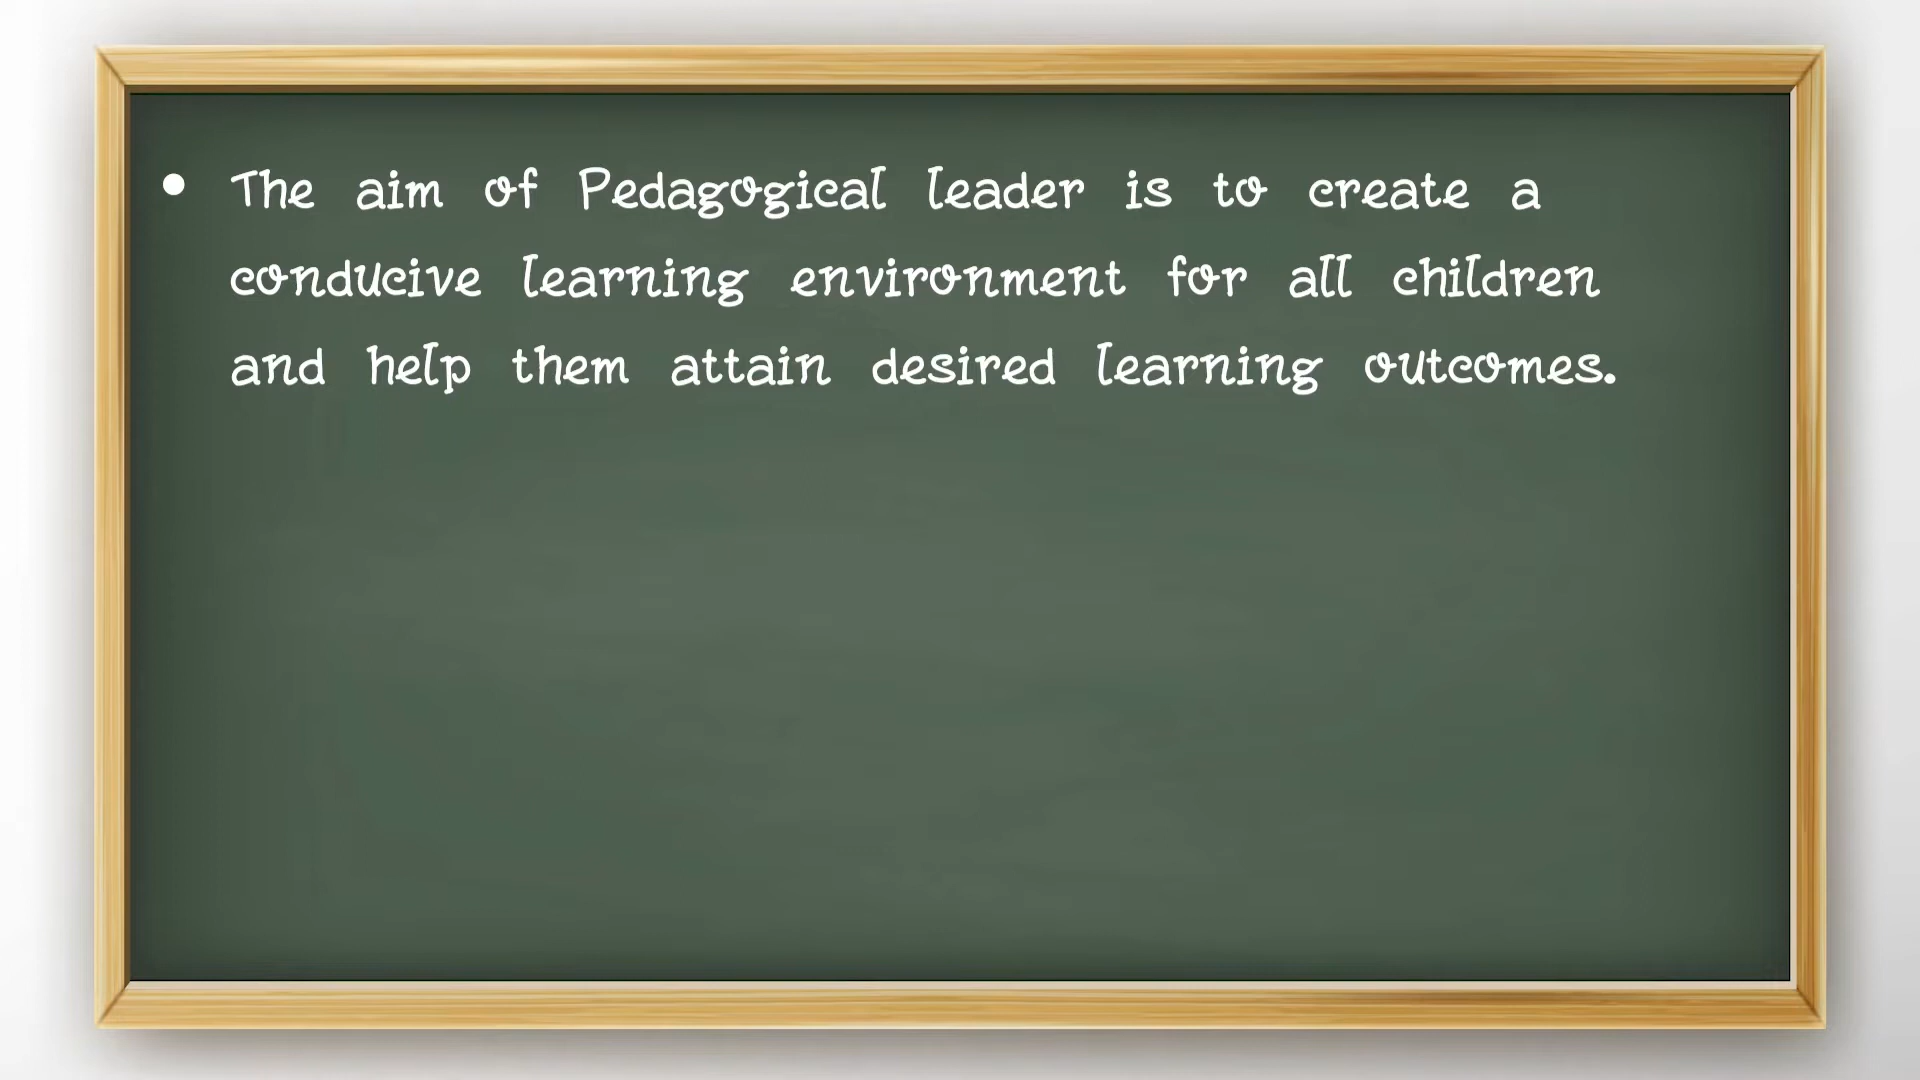 • The aim of Pedagogical leader is to create a
conducive learning environment for all children
and help them attain desired learning outcomes.